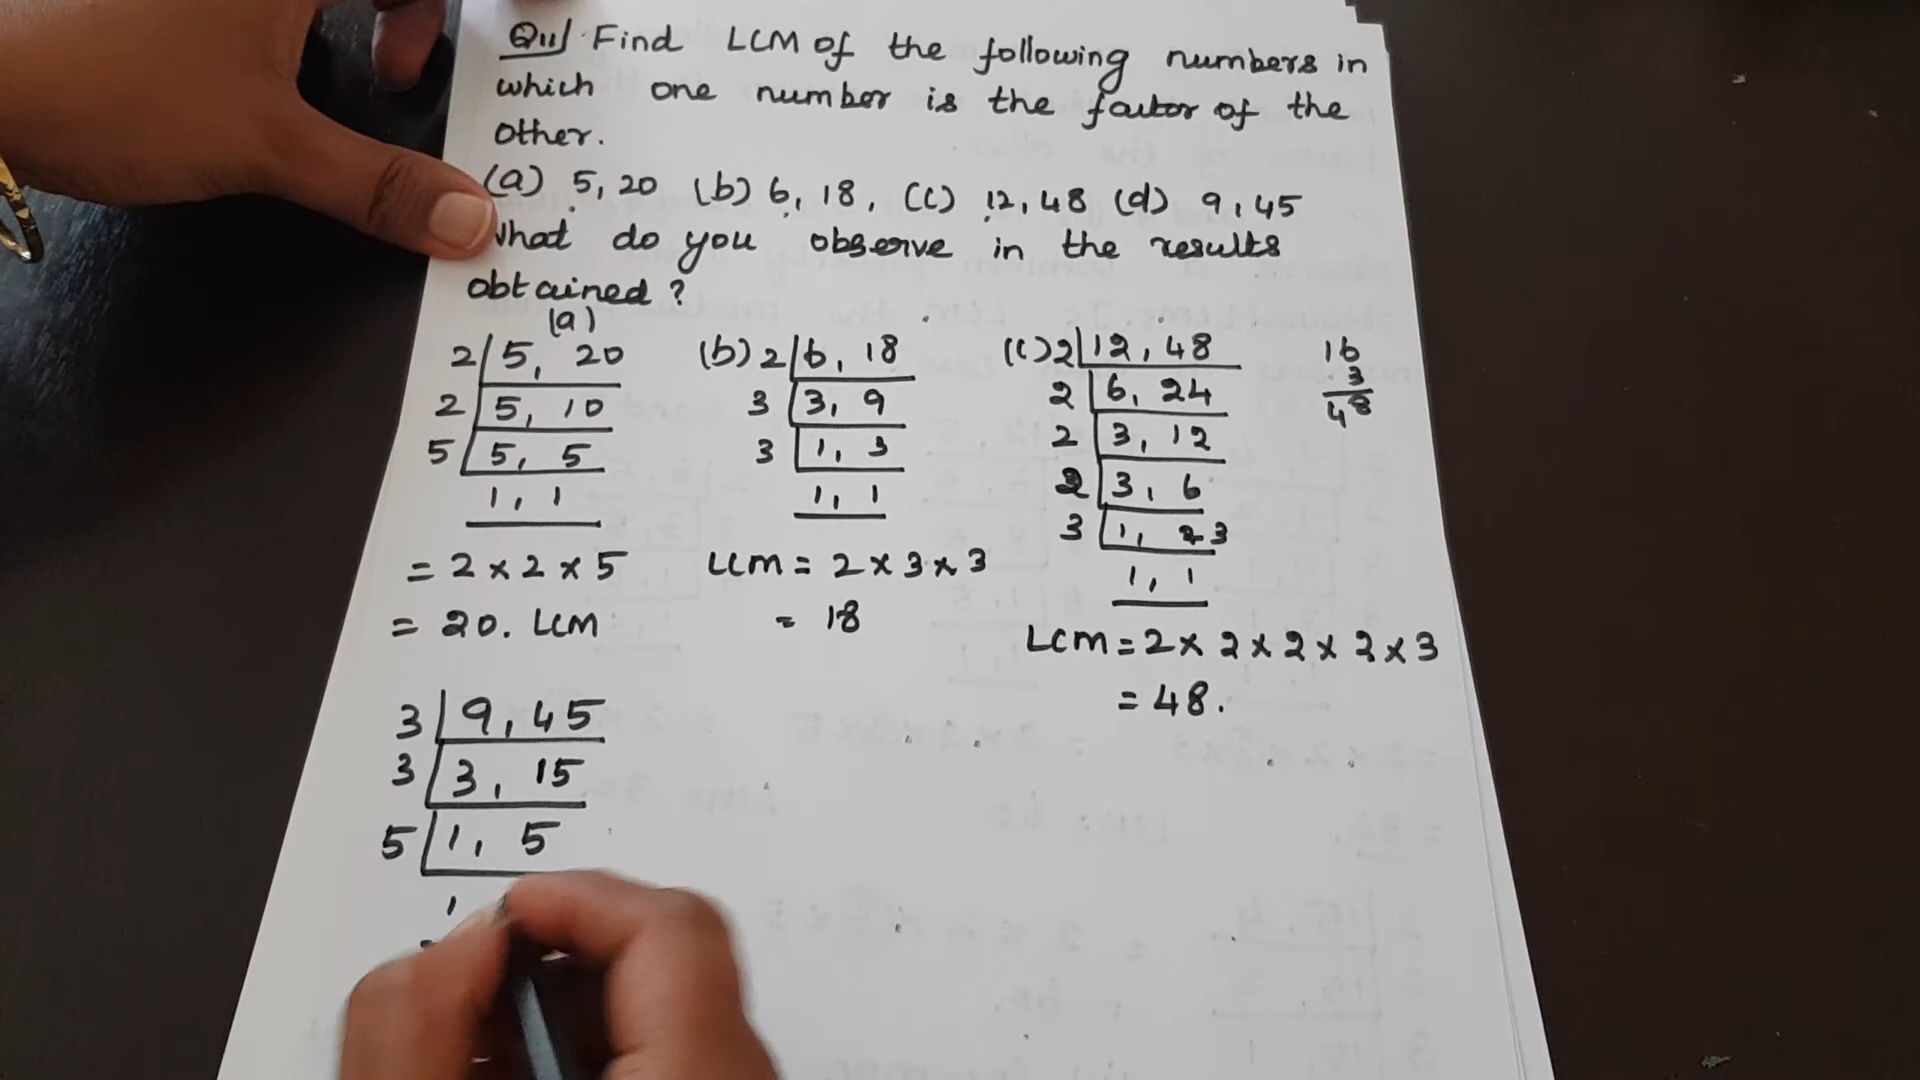 Q11) Find LCM of the following numbers in
which one number is the factor of the
other.
(a) 5, 20 (b) 6, 18, (c) 12, 48 (d) 9, 45
What do you observe in the results
obtained?
(a)
2 5, 20
2 5, 10
5 5, 5
1, 1
= 2 × 2 × 5
= 20. LCM
(b) 2 6, 18
3 3, 9
3 1, 3
1, 1
LCM = 2 × 3 × 3
= 18
(c) 2 12, 48
2 6, 24
2 3, 12
2 3, 6
3 1, 3
1, 1
LCM = 2 × 2 × 2 × 2 × 3
= 48.
16
3
48
3 9, 45
3 3, 15
5 1, 5
1